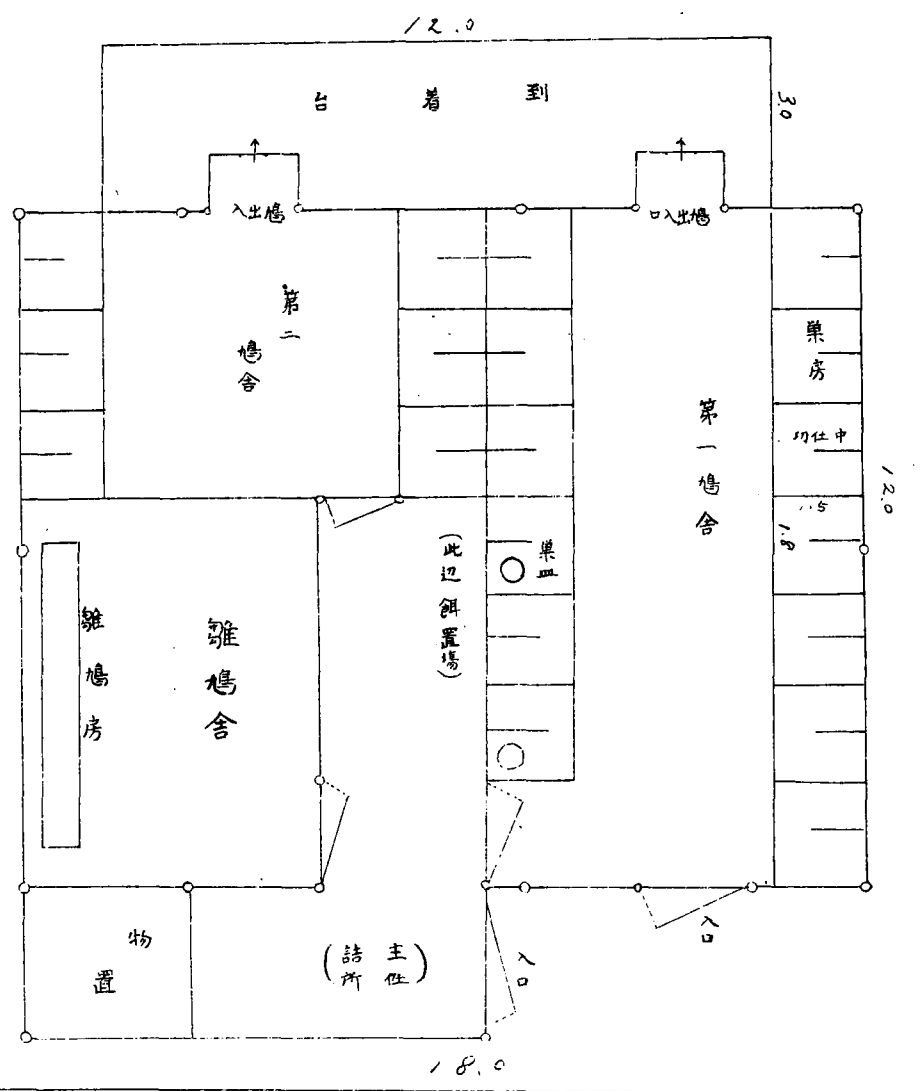 12.0
台着到
3.0
入出鳩
口入出鳩
第二
鳩舎
巣房
第一鳩舎
切仕中
12.0
1.5
1.8
巣皿
(此辺餌置場)
雛鳩房
雛鳩舎
物置
主任
詰所
入口
入口
18.0